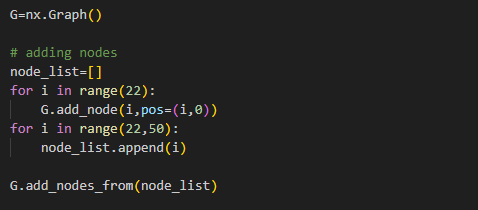 G=nx.Graph()
# adding nodes
node_list=[]
for i in range(22):
    G.add_node(i,pos=(i,0))
for i in range(22,50):
    node_list.append(i)
G.add_nodes_from(node_list)